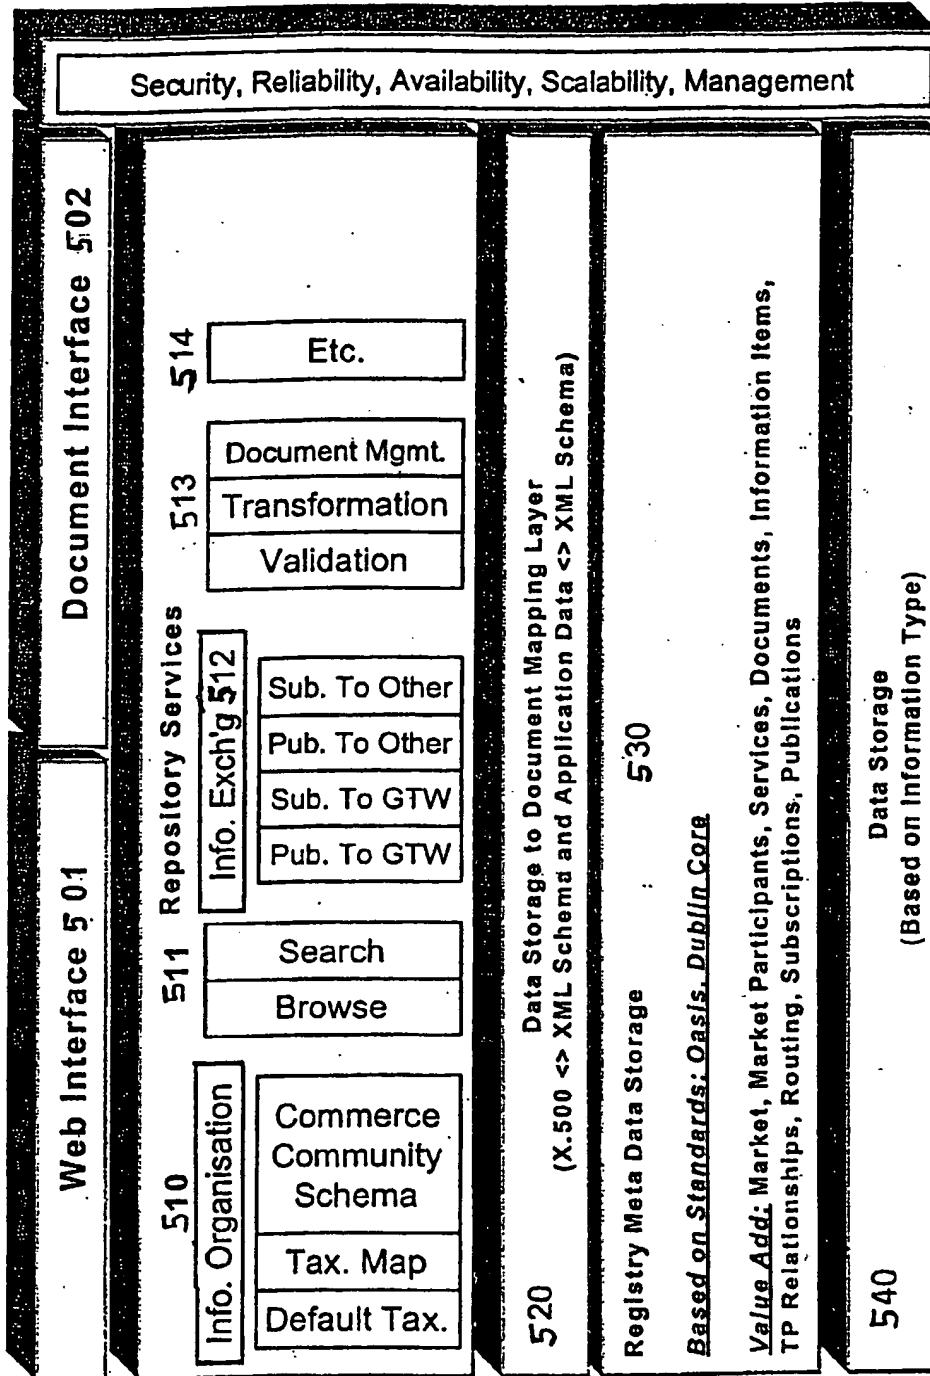 Security, Reliability, Availability, Scalability, Management
Web Interface 501
Document Interface 502
Repository Services
510
Info. Organisation
Commerce
Community
Schema
Tax. Map
Default Tax.
511
Search
Browse
Info. Exch'g 512
Sub. To Other
Pub. To Other
Sub. To GTW
Pub. To GTW
513
Document Mgmt.
Transformation
Validation
514
Etc.
520
Data Storage to Document Mapping Layer
(X.500 <> XML Schema and Application Data <> XML Schema)
Registry Meta Data Storage
530
Based on Standards: Oasis, Dublin Core
Value Add: Market, Market Participants, Services, Documents, Information Items,
TP Relationships, Routing, Subscriptions, Publications
540
Data Storage
(Based on Information Type)